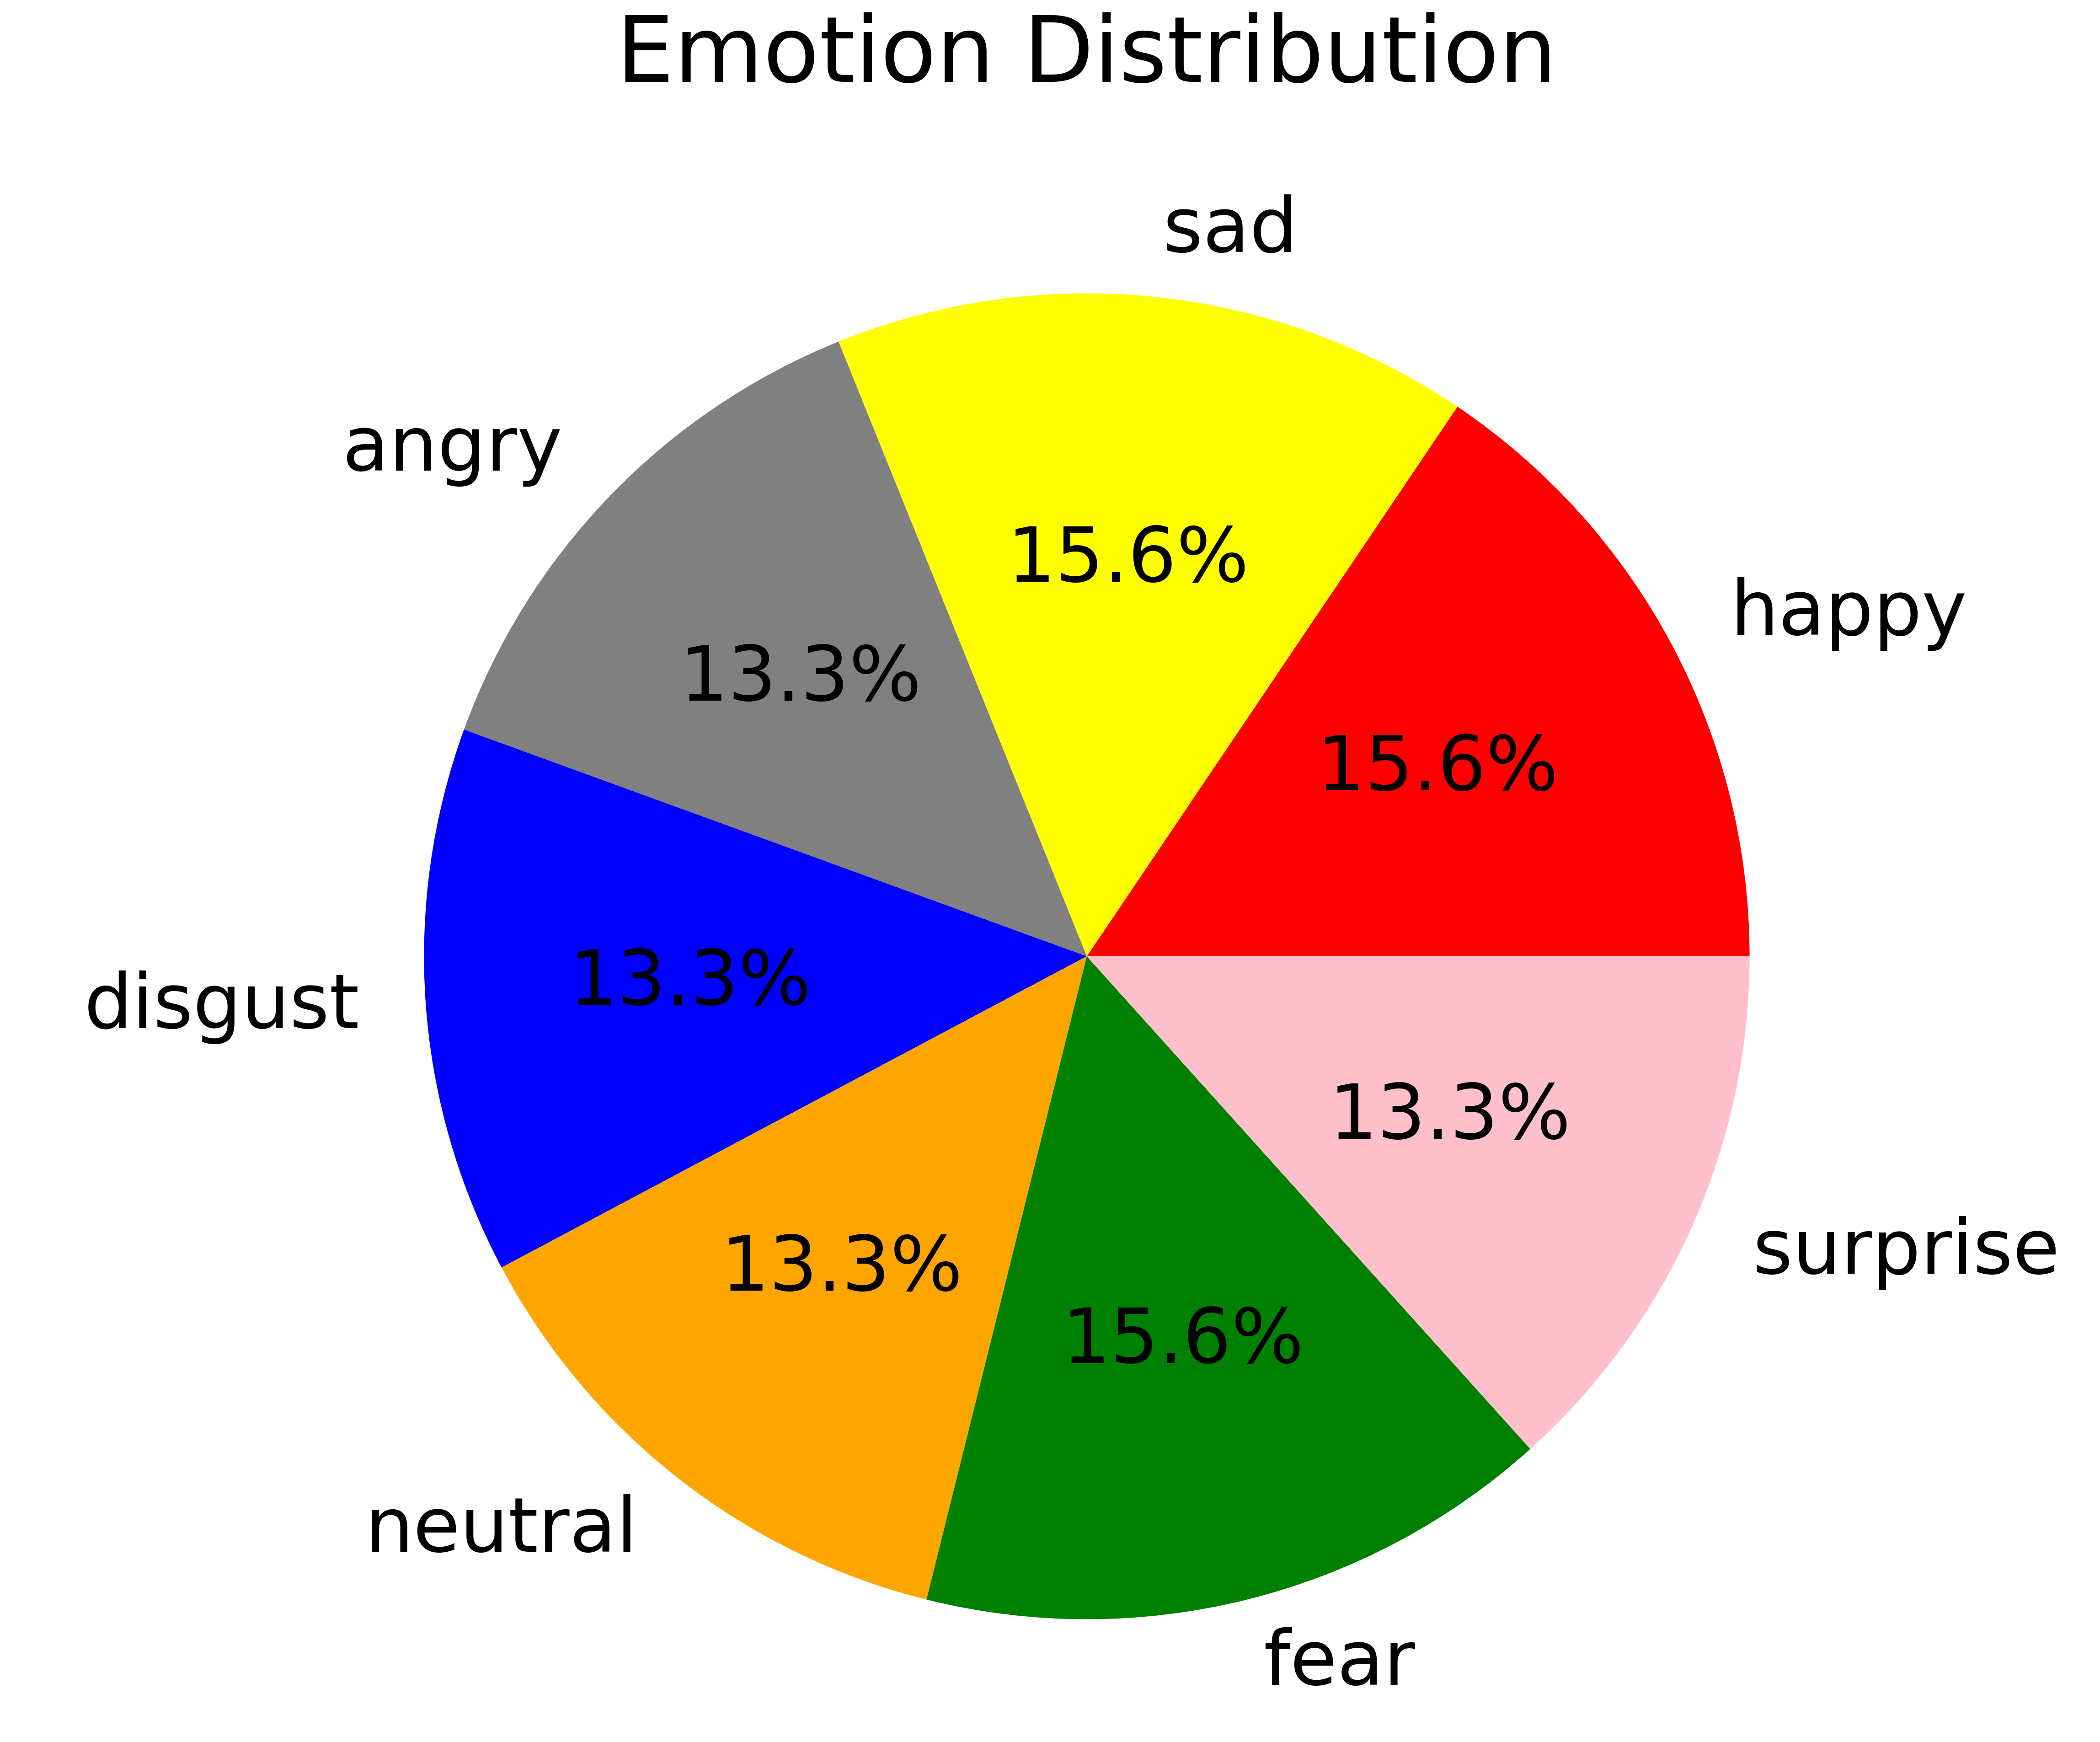 Emotion Distribution
sad
angry
happy
15.6%
13.3%
15.6%
disgust
13.3%
13.3%
surprise
13.3%
15.6%
neutral
fear